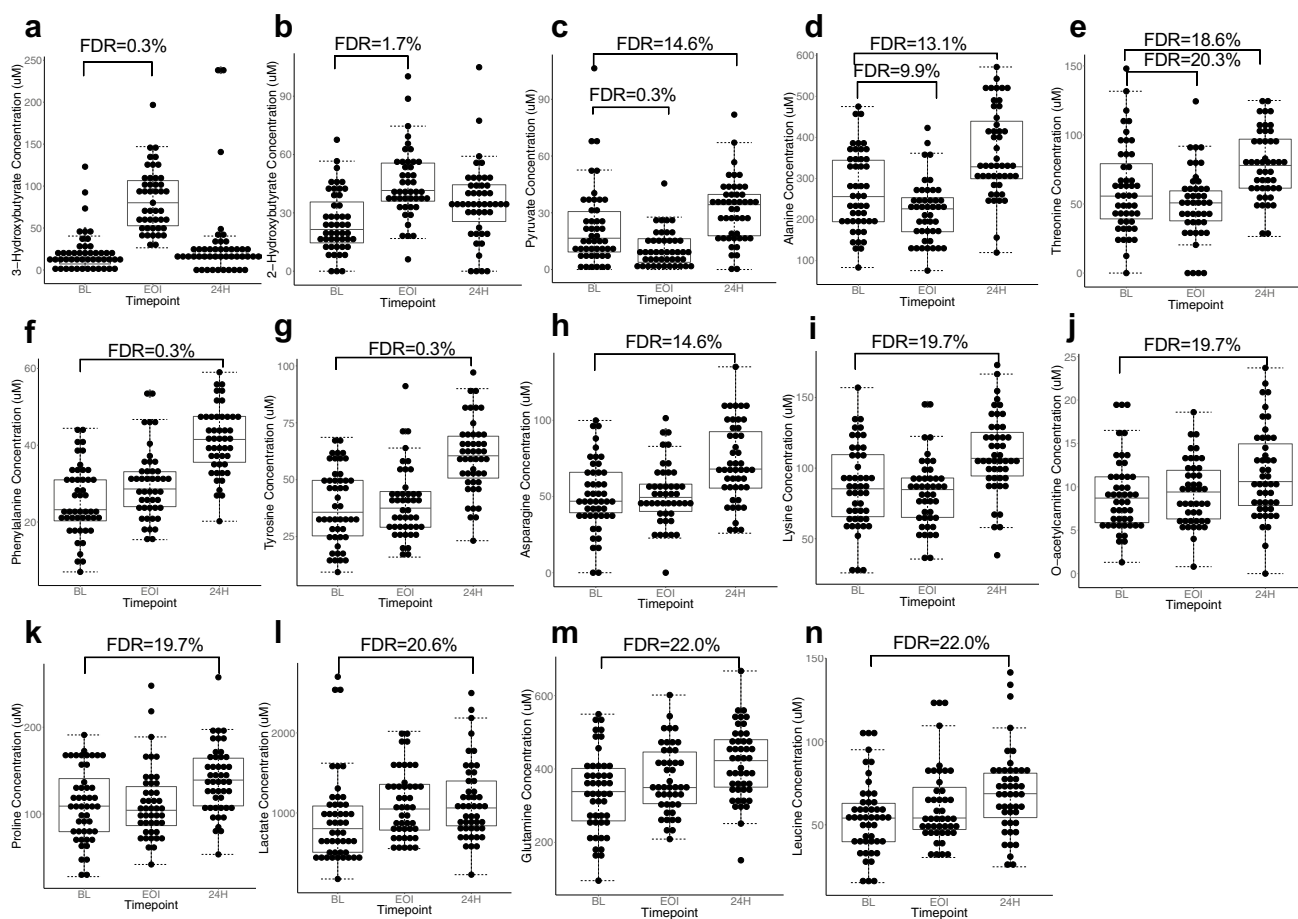 a
FDR=0.3%
3-Hydroxybutyrate Concentration (uM)
250
200
150
100
50
0
BL EOI 24H
Timepoint
b
FDR=1.7%
2-Hydroxybutyrate Concentration (uM)
90
60
30
0
BL EOI 24H
Timepoint
c
FDR=14.6%
FDR=0.3%
Pyruvate Concentration (uM)
90
60
30
0
BL EOI 24H
Timepoint
d
FDR=13.1%
FDR=9.9%
Alanine Concentration (uM)
600
500
400
300
200
100
BL EOI 24H
Timepoint
e
FDR=18.6%
FDR=20.3%
Threonine Concentration (uM)
150
100
50
0
BL EOI 24H
Timepoint
f
FDR=0.3%
Phenylalanine Concentration (uM)
60
40
20
BL EOI 24H
Timepoint
g
FDR=0.3%
Tyrosine Concentration (uM)
100
75
50
25
BL EOI 24H
Timepoint
h
FDR=14.6%
Asparagine Concentration (uM)
100
50
0
BL EOI 24H
Timepoint
i
FDR=19.7%
Lysine Concentration (uM)
150
100
50
BL EOI 24H
Timepoint
j
FDR=19.7%
O-acetylcarnitine Concentration (uM)
25
20
15
10
5
0
BL EOI 24H
Timepoint
k
FDR=19.7%
Proline Concentration (uM)
200
100
BL EOI 24H
Timepoint
l
FDR=20.6%
Lactate Concentration (uM)
2000
1000
BL EOI 24H
Timepoint
m
FDR=22.0%
Glutamine Concentration (uM)
600
400
200
BL EOI 24H
Timepoint
n
FDR=22.0%
Leucine Concentration (uM)
150
100
50
BL EOI 24H
Timepoint